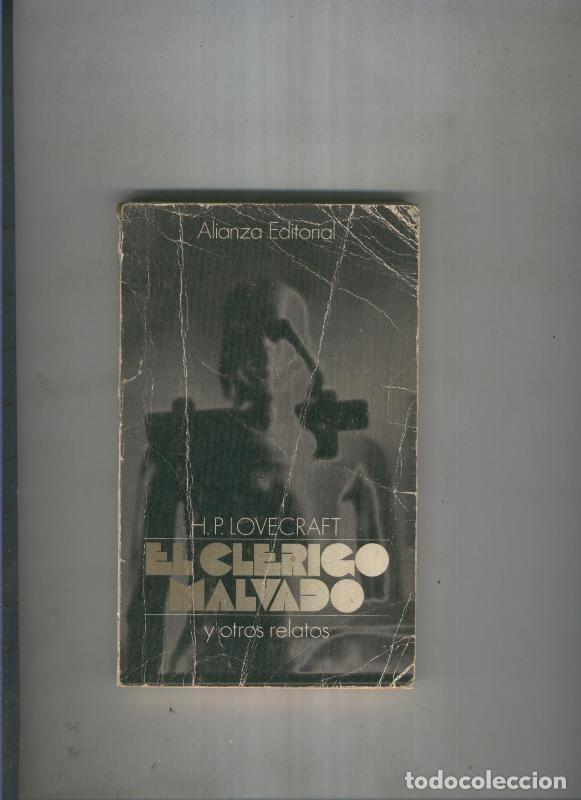 Alianza Editorial
H.P. LOVECRAFT
EL CLERIGO
MALVADO
y otros relatos
todocoleccion